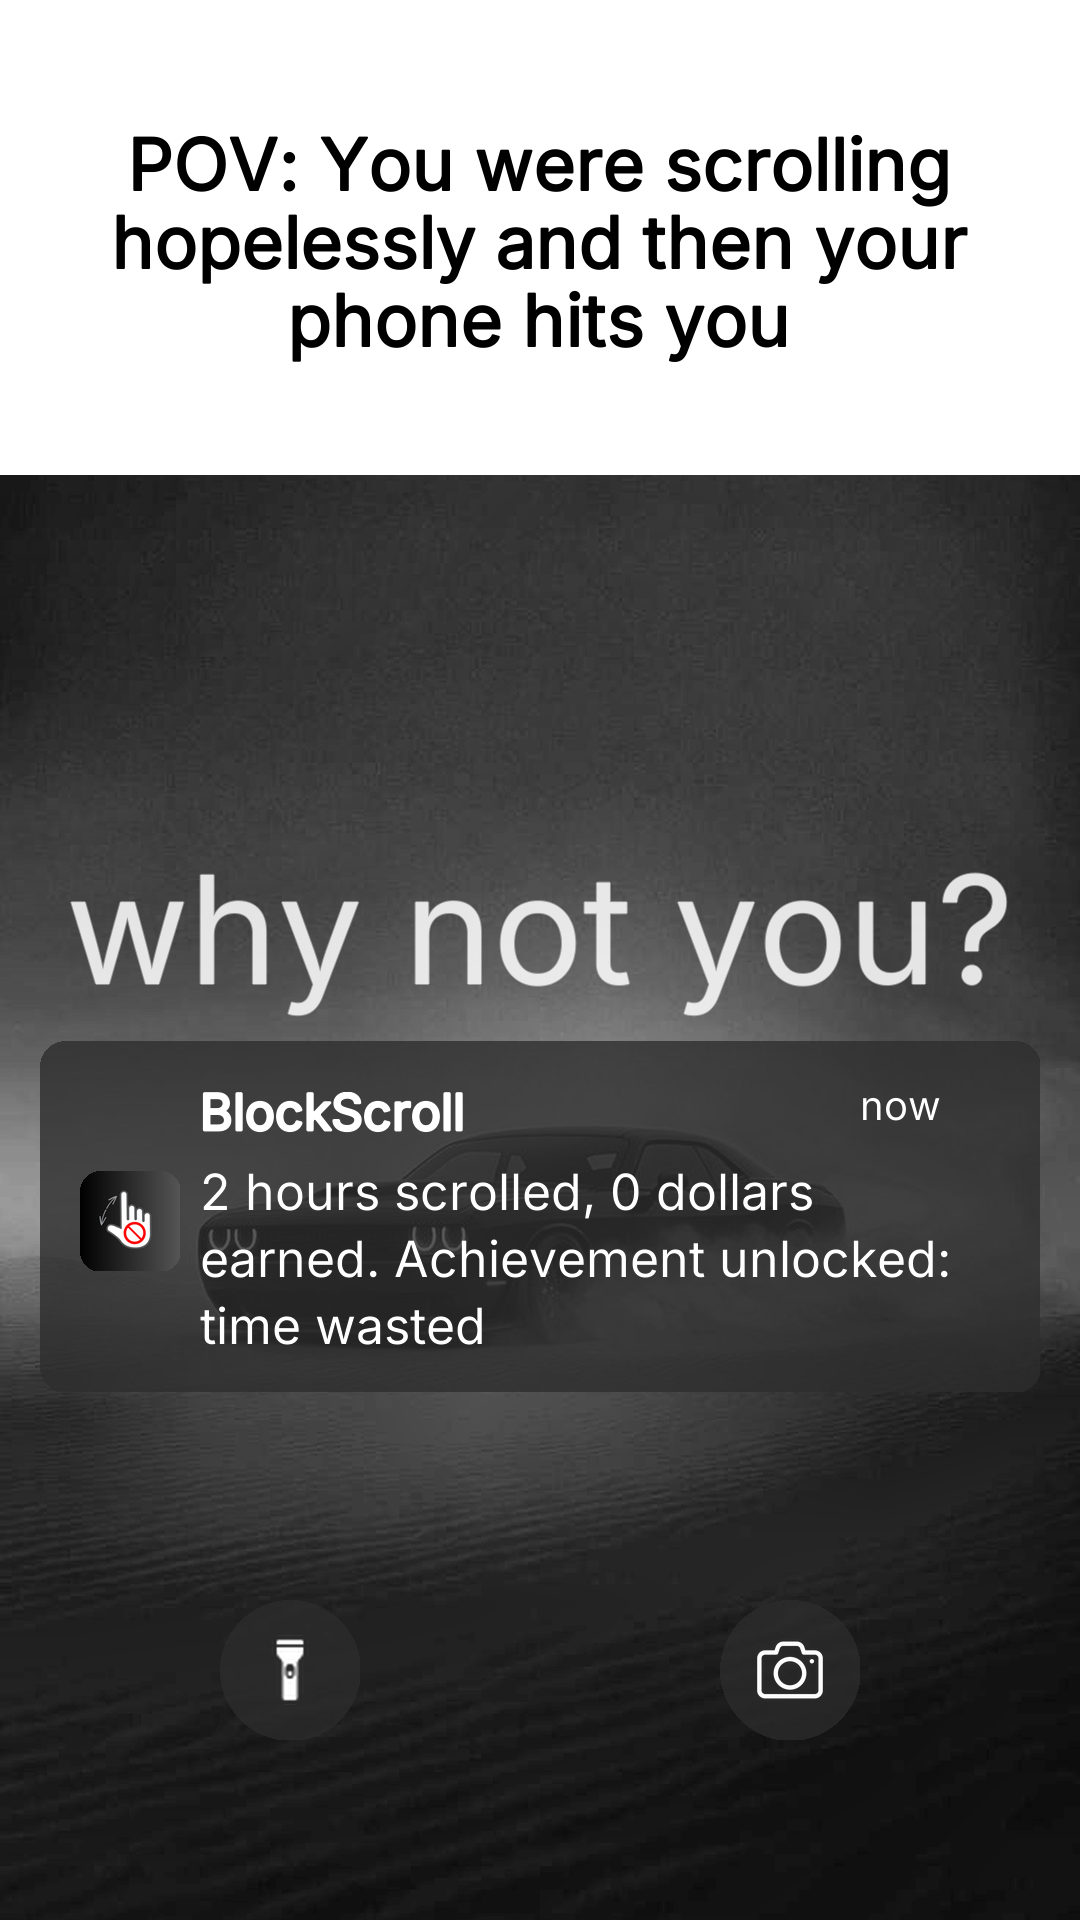 POV: You were scrolling
hopelessly and then your
phone hits you
why not you?
BlockScroll
now
2 hours scrolled, 0 dollars
earned. Achievement unlocked:
time wasted